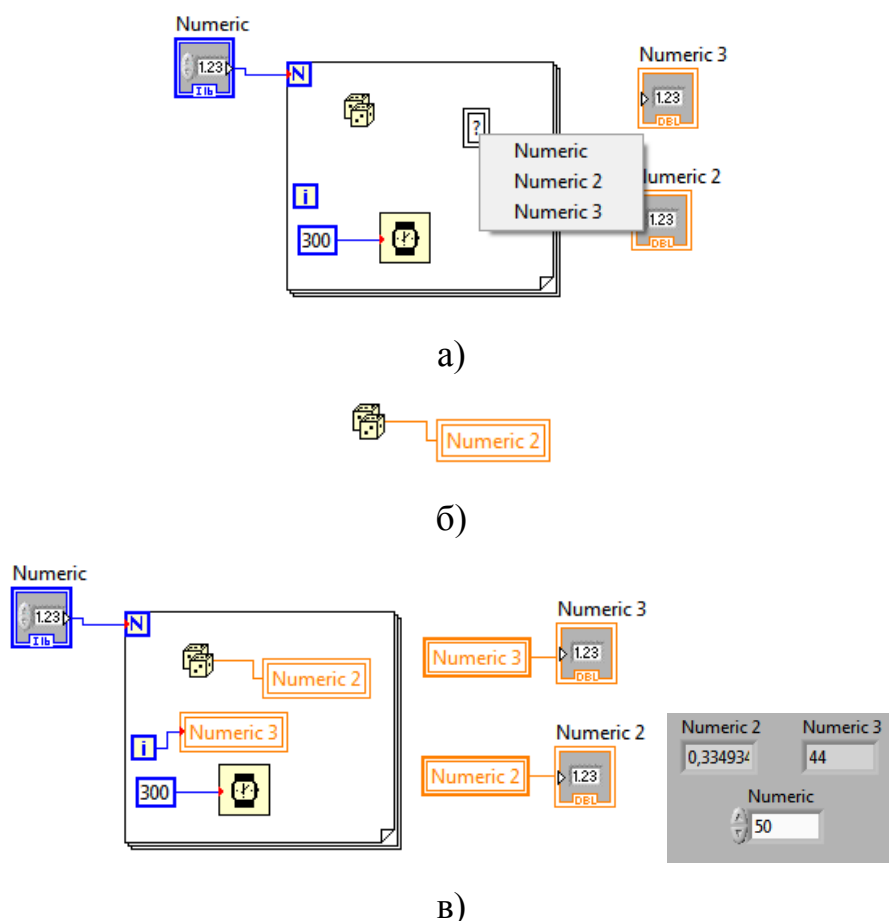 Numeric
1.23
I16
N
Numeric 3
1.23
DBL
?
Numeric
Numeric 2
Numeric 3
umeric 2
1.23
DBL
i
300
а)
Numeric 2
б)
Numeric
1.23
I16
N
Numeric 2
Numeric 3
i
300
Numeric 3
Numeric 3
1.23
DBL
Numeric 2
Numeric 2
1.23
DBL
Numeric 2
Numeric 3
0,334934
44
Numeric
50
в)